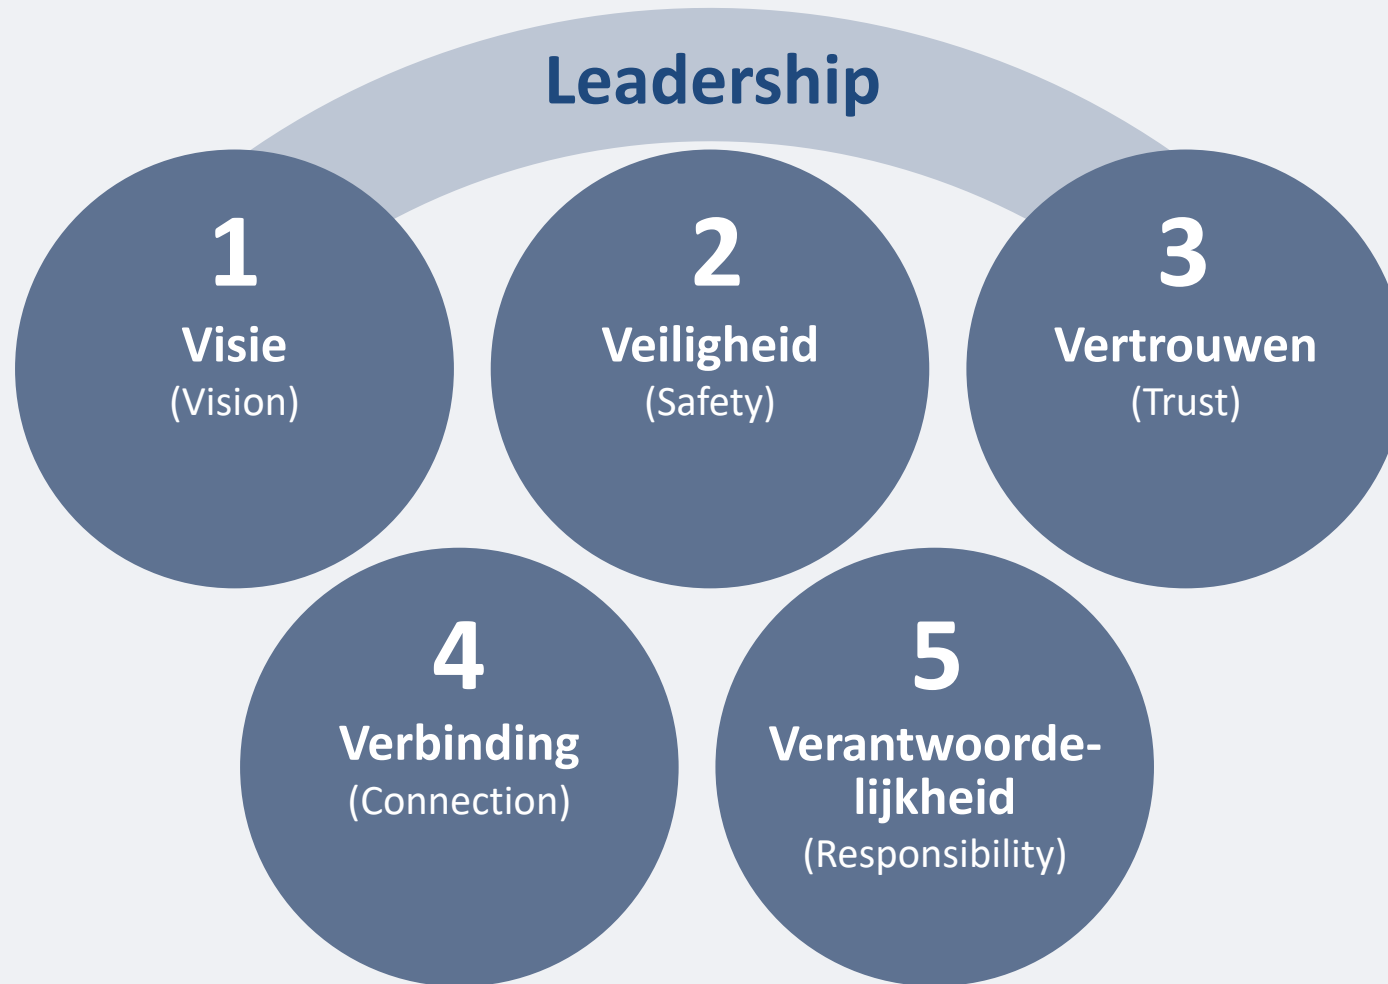 Leadership
1
Visie
(Vision)
2
Veiligheid
(Safety)
3
Vertrouwen
(Trust)
4
Verbinding
(Connection)
5
Verantwoorde-
lijkheid
(Responsibility)